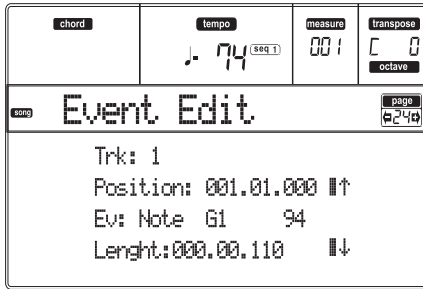 chord tempo measure transpose
♩= 74 seq 1 001 C 0
octave
song Event Edit page
24
Trk: 1
Position: 001.01.000
Ev: Note G1 94
Lenght:000.00.110